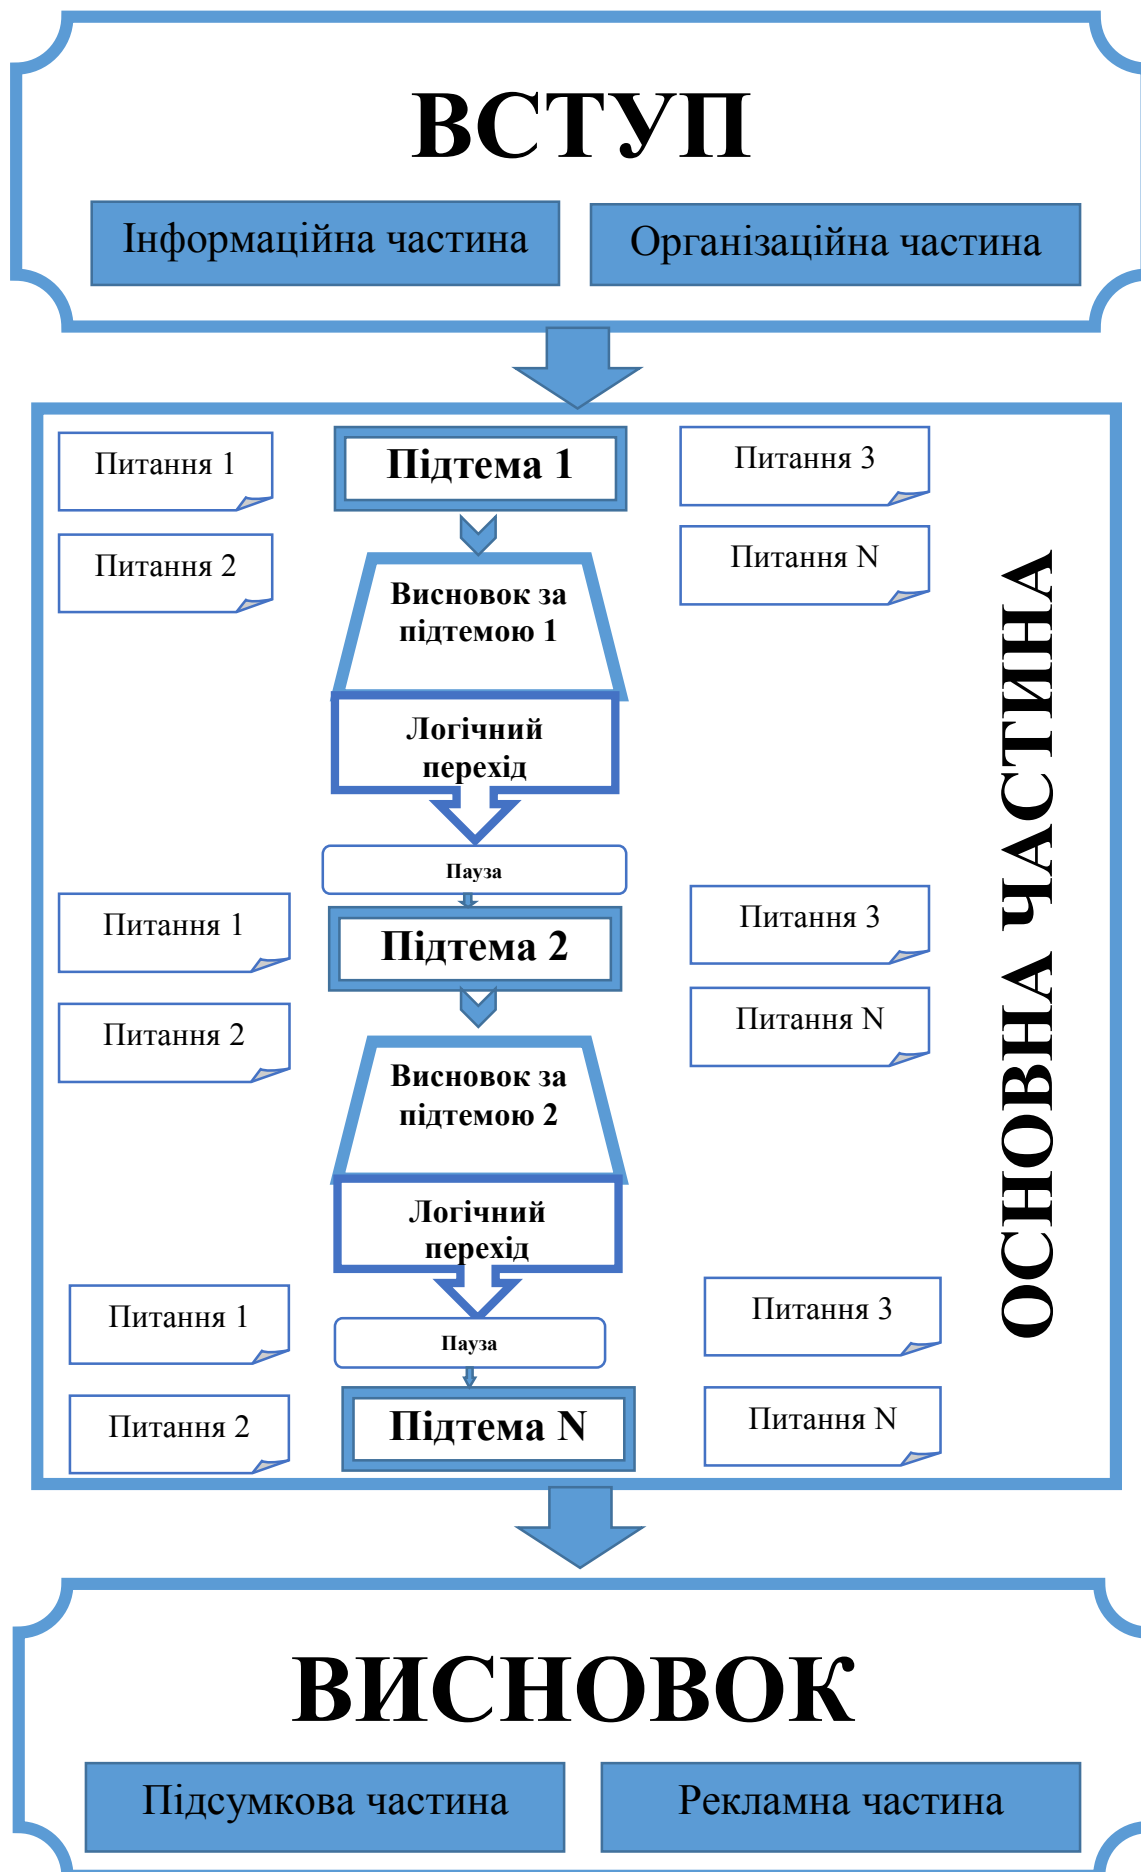 ВСТУП
Інформаційна частина
Організаційна частина
Питання 1
Підтема 1
Питання 3
Питання 2
Питання N
Висновок за
підтемою 1
Логічний
перехід
Пауза
Питання 1
Підтема 2
Питання 3
Питання 2
Питання N
Висновок за
підтемою 2
Логічний
перехід
Питання 1
Пауза
Питання 3
Питання 2
Підтема N
Питання N
ОСНОВНА ЧАСТИНА
ВИСНОВОК
Підсумкова частина
Рекламна частина